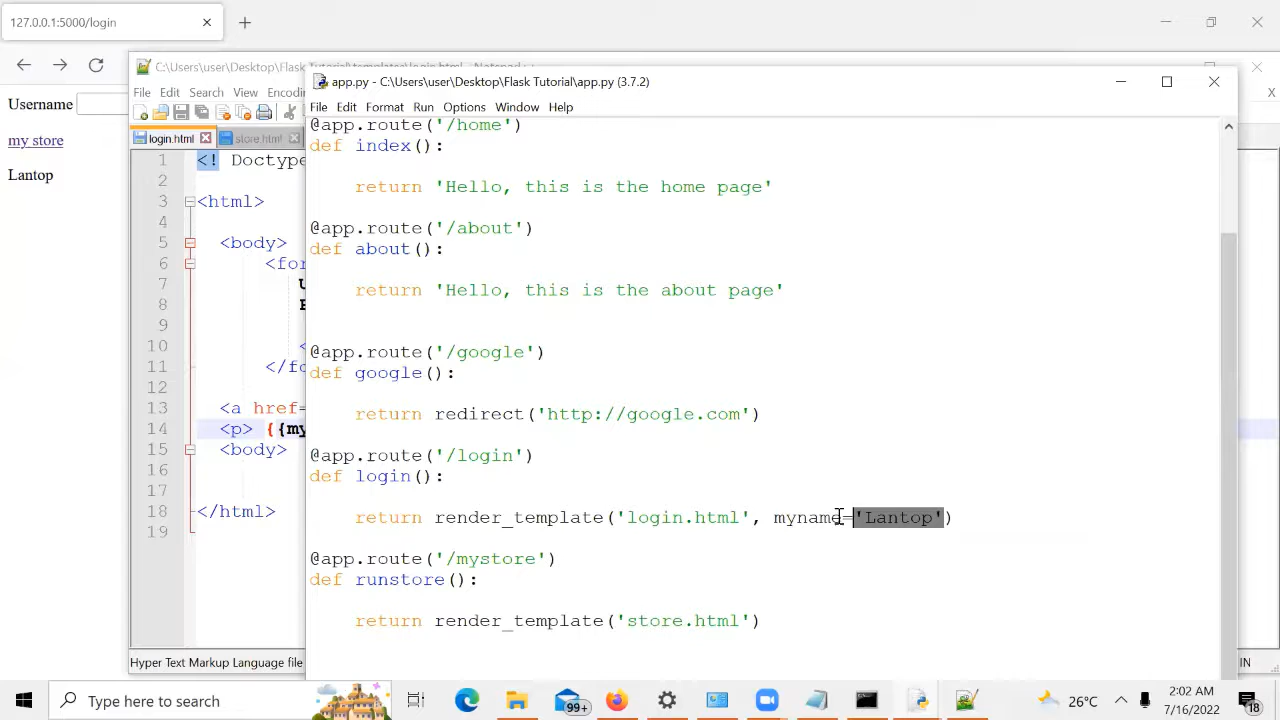 127.0.0.1:5000/login
C:\Users\user\Desktop\Flask Tutorial\templates\login.html - Notepad++
app.py - C:\Users\user\Desktop\Flask Tutorial\app.py (3.7.2)
File Edit Search View
File Edit Format Run Options Window Help
Username
my store
Lantop
login.html store.html
1 <! Doctype
2
3 <html>
4
5 <body>
6
7
8
9
10
11
12
13 <a href=
14 <p> {{my
15 <body>
16
17
18 </html>
19
@app.route('/home')
def index():
return 'Hello, this is the home page'
@app.route('/about')
def about():
return 'Hello, this is the about page'
@app.route('/google')
def google():
return redirect('http://google.com')
@app.route('/login')
def login():
return render_template('login.html', myname='Lantop')
@app.route('/mystore')
def runstore():
return render_template('store.html')
Hyper Text Markup Language file
IN
Type here to search
99+
26°C
2:02 AM
7/16/2022
18